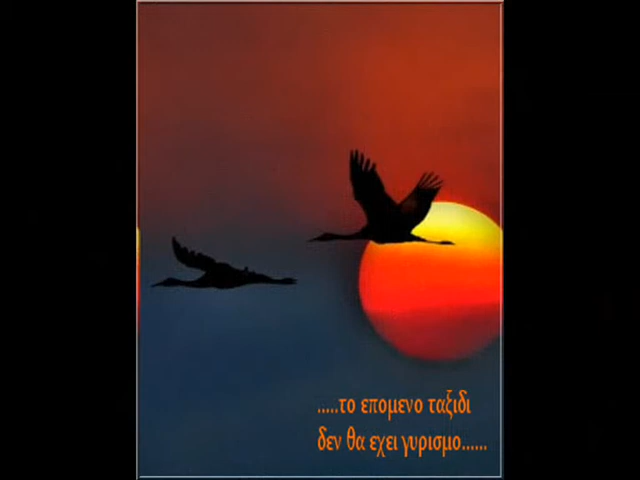 .....το επομενο ταξιδι
δεν θα εχει γυρισμο......